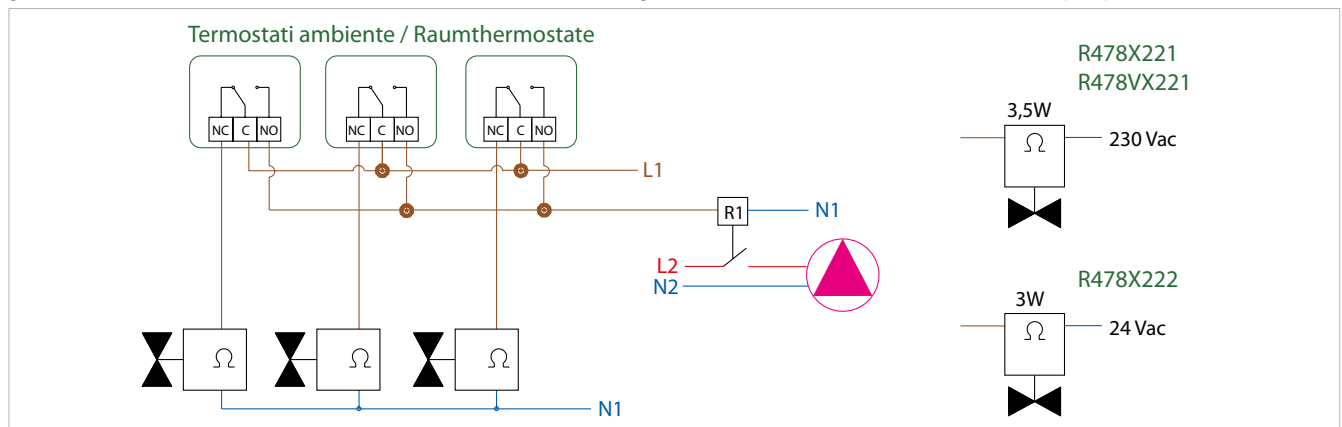 Termostati ambiente / Raumthermostate
NC C NO
NC C NO
NC C NO
L1
R1
N1
L2
N2
Ω
Ω
Ω
N1
R478X221
R478VX221
3,5W
Ω
230 Vac
R478X222
3W
Ω
24 Vac